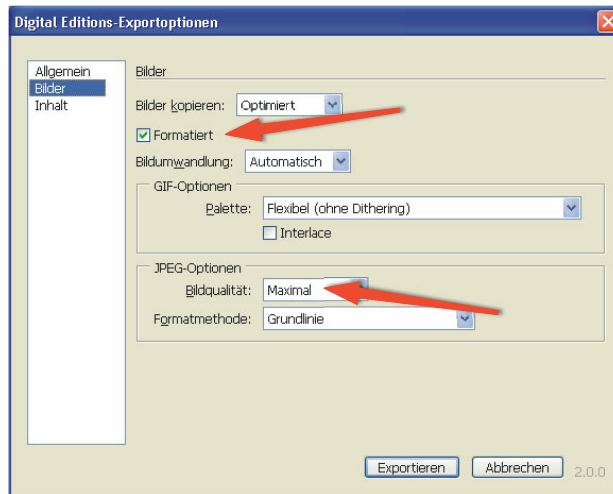 Digital Editions-Exportoptionen
Allgemein
Bilder
Inhalt
Bilder
Bilder kopieren: Optimiert
Formatiert
Bildumwandlung: Automatisch
GIF-Optionen
Palette: Flexibel (ohne Dithering)
Interlace
JPEG-Optionen
Bildqualität: Maximal
Formatmethode: Grundlinie
Exportieren Abbrechen 2.0.0